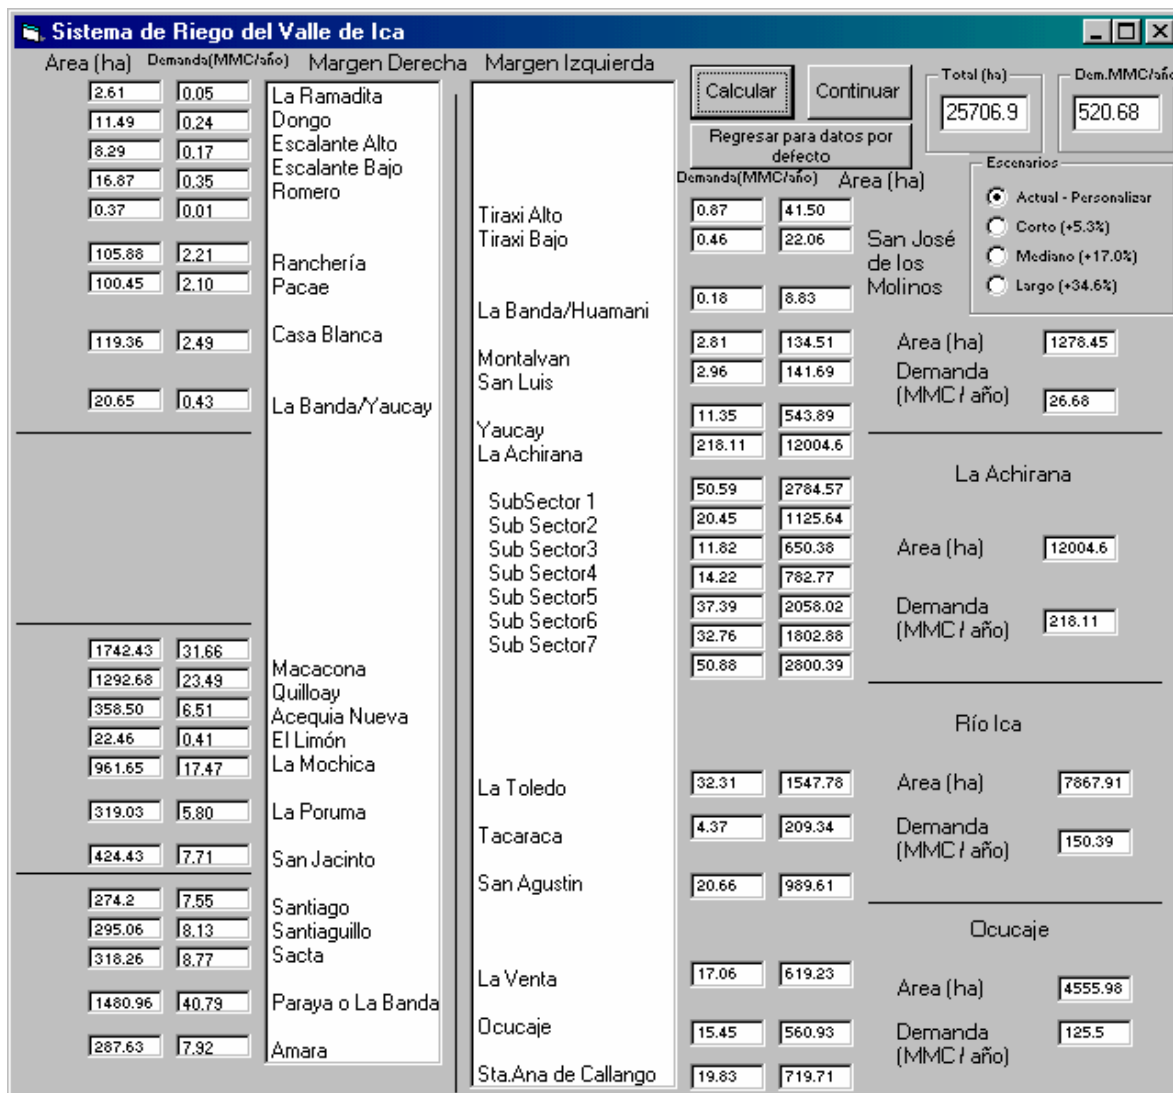 Sistema de Riego del Valle de Ica
Area (ha) Demanda(MMC/año) Margen Derecha Margen Izquierda
Calcular Continuar
Total (ha) Dem.MMC/año
25706.9 520.68
Regresar para datos por
defecto
Demanda(MMC/año) Area (ha)
Escenarios
Actual - Personalizar
Corto (+5.3%)
Mediano (+17.0%)
Largo (+34.6%)
2.61 0.05 La Ramadita
11.49 0.24 Dongo
8.29 0.17 Escalante Alto
16.87 0.35 Escalante Bajo
0.37 0.01 Romero
105.88 2.21 Ranchería
100.45 2.10 Pacae
119.36 2.49 Casa Blanca
20.65 0.43 La Banda/Yaucay
1742.43 31.66 Macacona
1292.68 23.49 Quilloay
358.50 6.51 Acequia Nueva
22.46 0.41 El Limón
961.65 17.47 La Mochica
319.03 5.80 La Poruma
424.43 7.71 San Jacinto
274.2 7.55 Santiago
295.06 8.13 Santiaguillo
318.26 8.77 Sacta
1480.96 40.79 Paraya o La Banda
287.63 7.92 Amara
Tiraxi Alto 0.87 41.50
Tiraxi Bajo 0.46 22.06
La Banda/Huamani 0.18 8.83
Montalvan 2.81 134.51
San Luis 2.96 141.69
Yaucay 11.35 543.89
La Achirana 218.11 12004.6
SubSector 1 50.59 2784.57
Sub Sector2 20.45 1125.64
Sub Sector3 11.82 650.38
Sub Sector4 14.22 782.77
Sub Sector5 37.39 2058.02
Sub Sector6 32.76 1802.88
Sub Sector7 50.88 2800.39
La Toledo 32.31 1547.78
Tacaraca 4.37 209.34
San Agustin 20.66 989.61
La Venta 17.06 619.23
Ocucaje 15.45 560.93
Sta.Ana de Callango 19.83 719.71
San José
de los
Molinos
Area (ha) 1278.45
Demanda
(MMC / año) 26.68
La Achirana
Area (ha) 12004.6
Demanda
(MMC / año) 218.11
Río Ica
Area (ha) 7867.91
Demanda
(MMC / año) 150.39
Ocucaje
Area (ha) 4555.98
Demanda
(MMC / año) 125.5